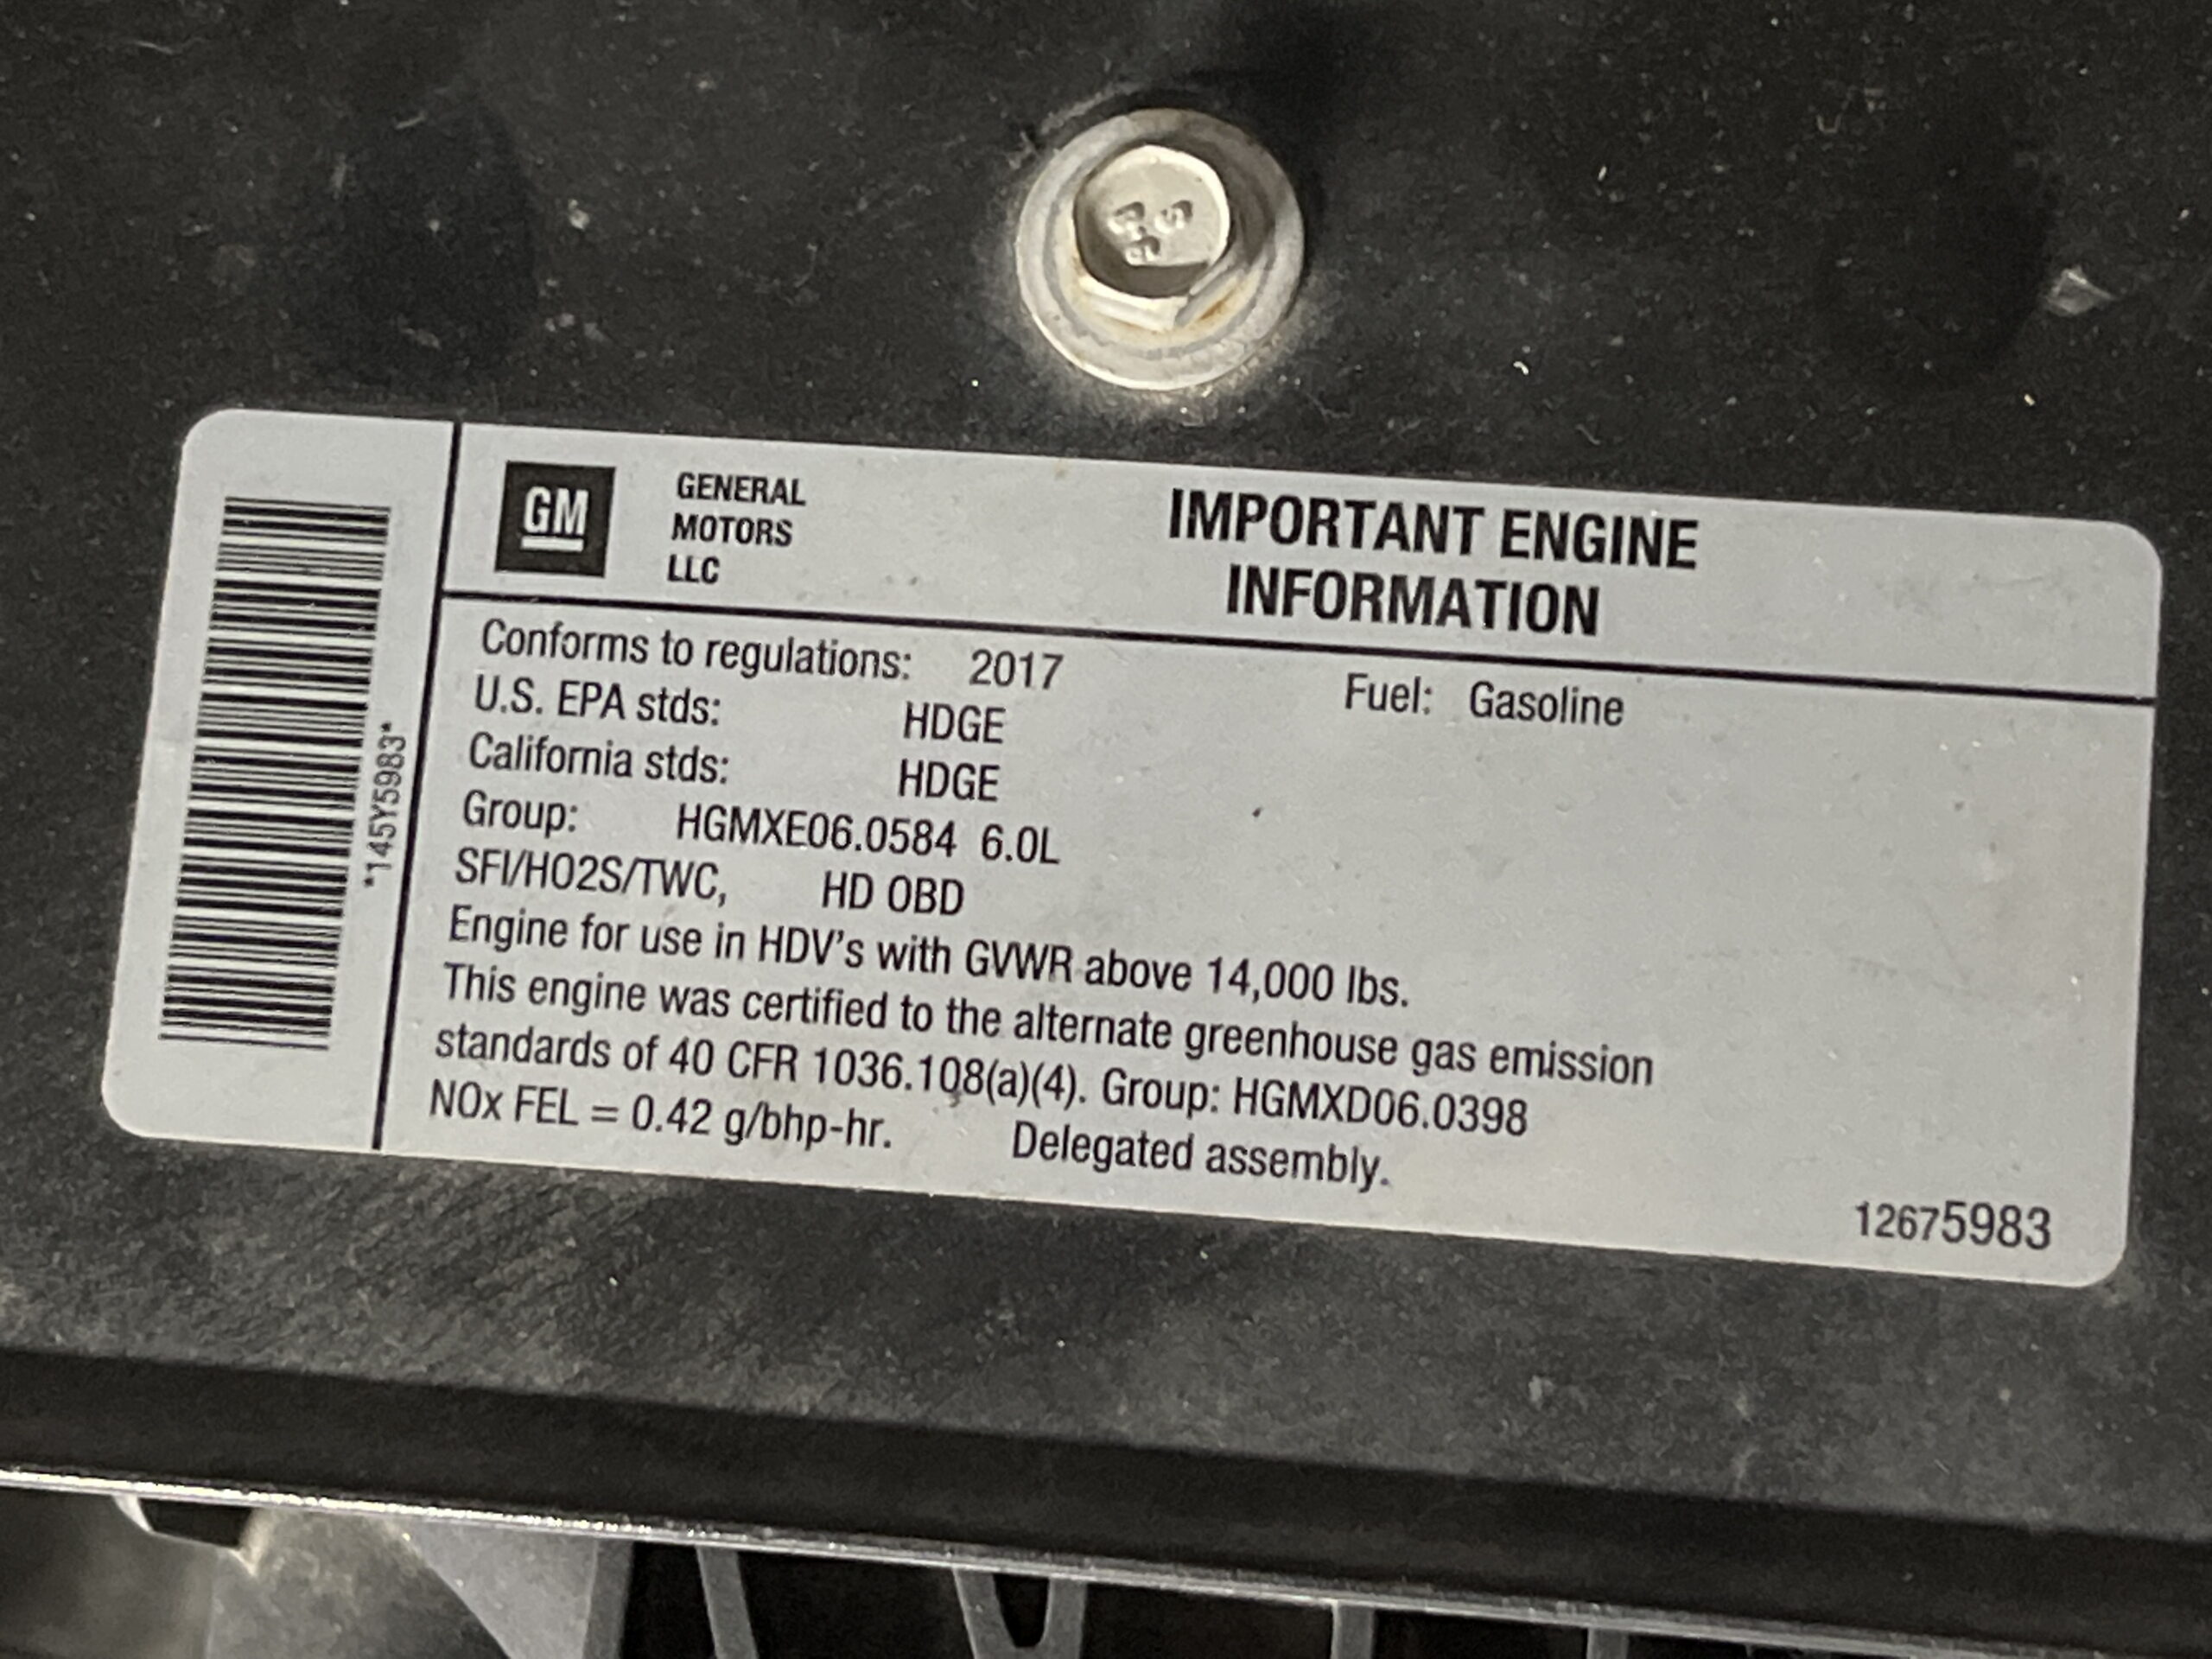 GM
GENERAL
MOTORS
LLC
IMPORTANT ENGINE
INFORMATION
Conforms to regulations: 2017 Fuel: Gasoline
U.S. EPA stds: HDGE
California stds: HDGE
Group: HGMXE06.0584 6.0L
SFI/HO2S/TWC, HD OBD
Engine for use in HDV's with GVWR above 14,000 lbs.
This engine was certified to the alternate greenhouse gas emission
standards of 40 CFR 1036.108(a)(4). Group: HGMXD06.0398
NOx FEL = 0.42 g/bhp-hr. Delegated assembly.
12675983
*145Y5983*